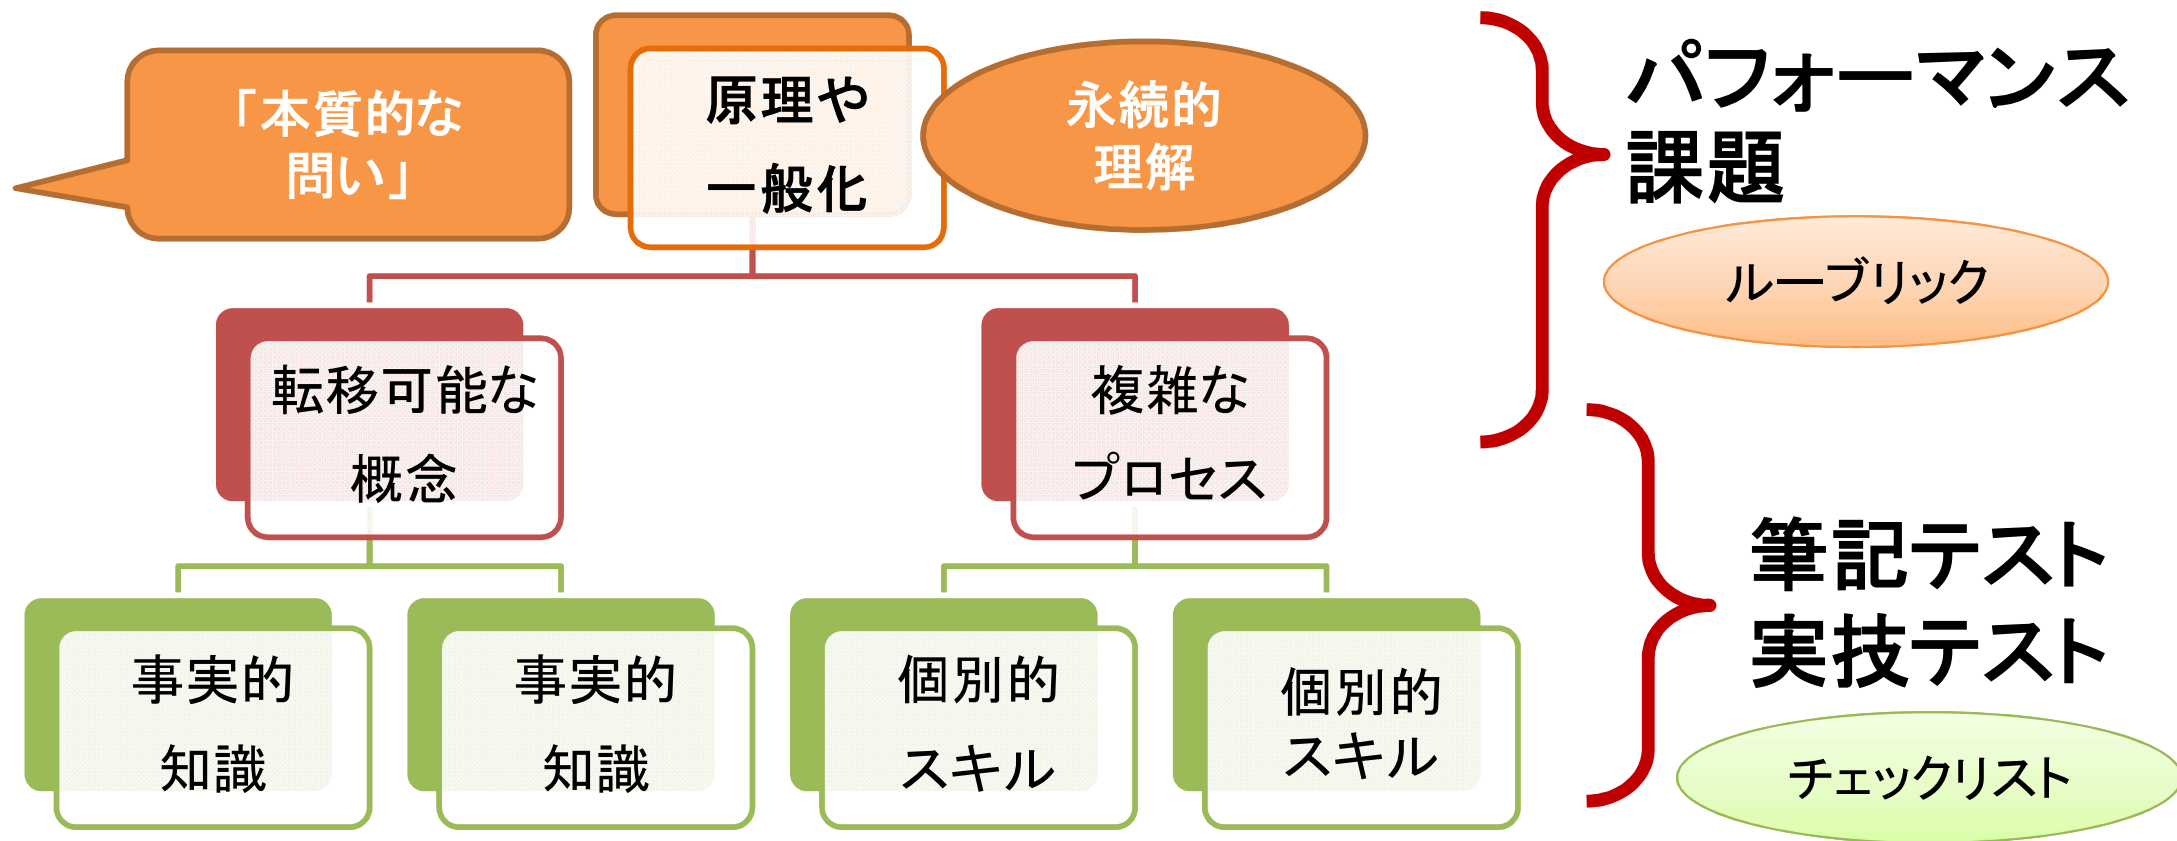 「本質的な
問い」
原理や
一般化
永続的
理解
パフォーマンス
課題
ルーブリック
転移可能な
概念
複雑な
プロセス
筆記テスト
実技テスト
チェックリスト
事実的
知識
事実的
知識
個別的
スキル
個別的
スキル